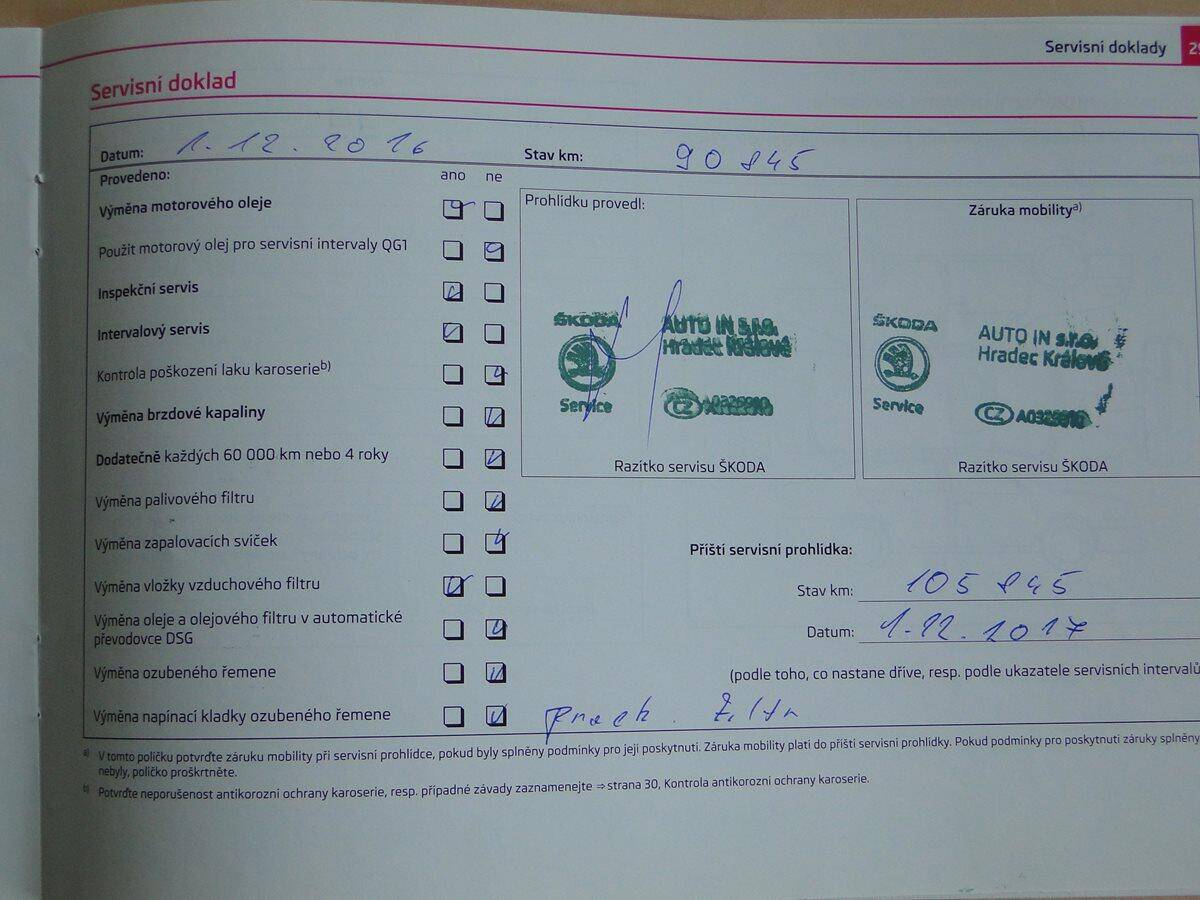 Servisní doklady 29
Servisní doklad
Datum: 1.12.2016 Stav km: 90 845
Provedeno: ano ne
Výměna motorového oleje
Použit motorový olej pro servisní intervaly QG1
Inspekční servis
Intervalový servis
Kontrola poškození laku karoserie b)
Výměna brzdové kapaliny
Dodatečně každých 60 000 km nebo 4 roky
Výměna palivového filtru
Výměna zapalovacích svíček
Výměna vložky vzduchového filtru
Výměna oleje a olejového filtru v automatické
převodovce DSG
Výměna ozubeného řemene
Výměna napínací kladky ozubeného řemene
Prohlídku provedl:
ŠKODA
Service
AUTO IN s.r.o.
Hradec Králové
CZ
Razítko servisu ŠKODA
Záruka mobility a)
ŠKODA
Service
AUTO IN s.r.o.
Hradec Králové
CZ
Razítko servisu ŠKODA
Příští servisní prohlídka:
Stav km: 105 845
Datum: 1.12.2017
(podle toho, co nastane dříve, resp. podle ukazatele servisních intervalů
a) V tomto políčku potvrďte záruku mobility při servisní prohlídce, pokud byly splněny podmínky pro její poskytnutí. Záruka mobility platí do příští servisní prohlídky. Pokud podmínky pro poskytnutí záruky splněny
nebyly, políčko proškrtněte.
b) Potvrďte neporušenost antikorozní ochrany karoserie, resp. případné závady zaznamenejte ⇒ strana 30, Kontrola antikorozní ochrany karoserie.